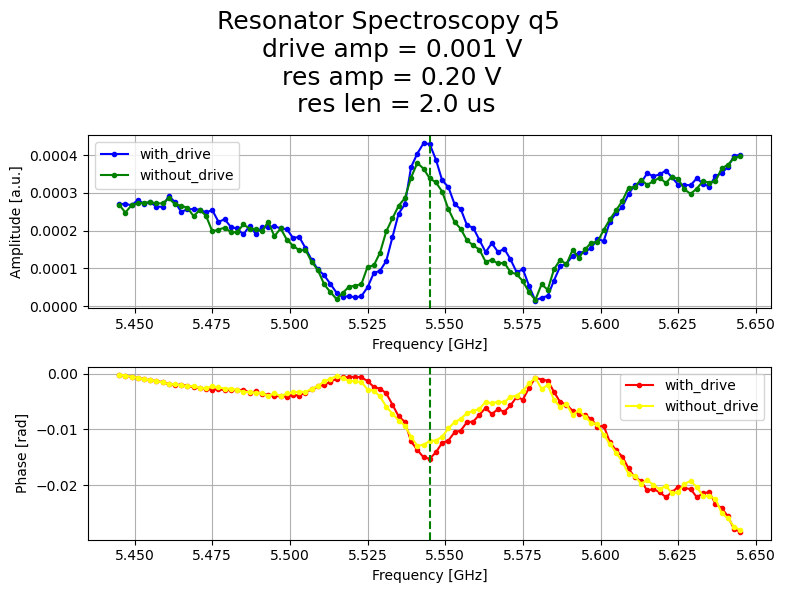 Resonator Spectroscopy q5
drive amp = 0.001 V
res amp = 0.20 V
res len = 2.0 us
Amplitude [a.u.]
0.0004
0.0003
0.0002
0.0001
0.0000
with_drive
without_drive
5.450 5.475 5.500 5.525 5.550 5.575 5.600 5.625 5.650
Frequency [GHz]
Phase [rad]
0.00
−0.01
−0.02
with_drive
without_drive
5.450 5.475 5.500 5.525 5.550 5.575 5.600 5.625 5.650
Frequency [GHz]